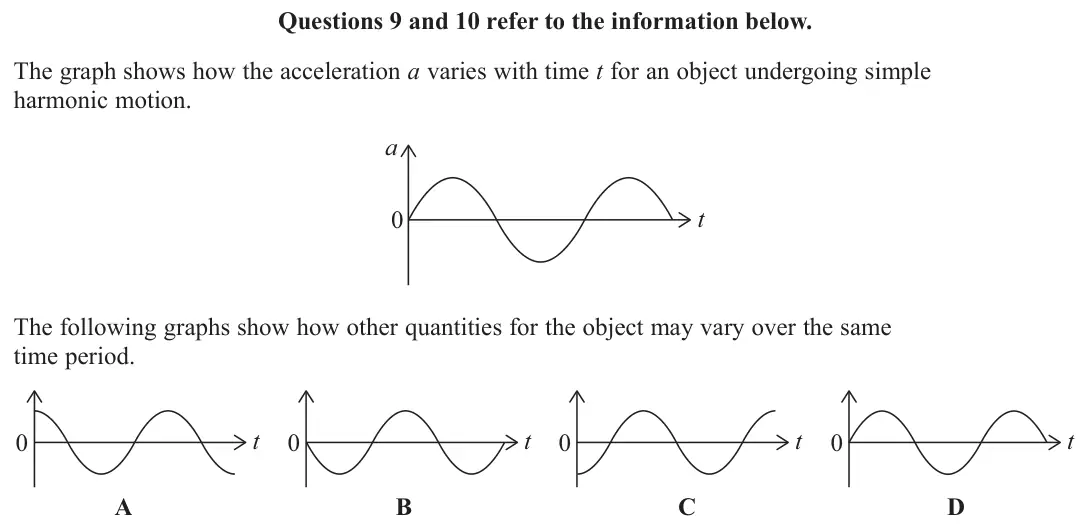 Questions 9 and 10 refer to the information below.
The graph shows how the acceleration a varies with time t for an object undergoing simple
harmonic motion.
a
0
t
The following graphs show how other quantities for the object may vary over the same
time period.
0 t 0 t 0 t 0 t
A B C D